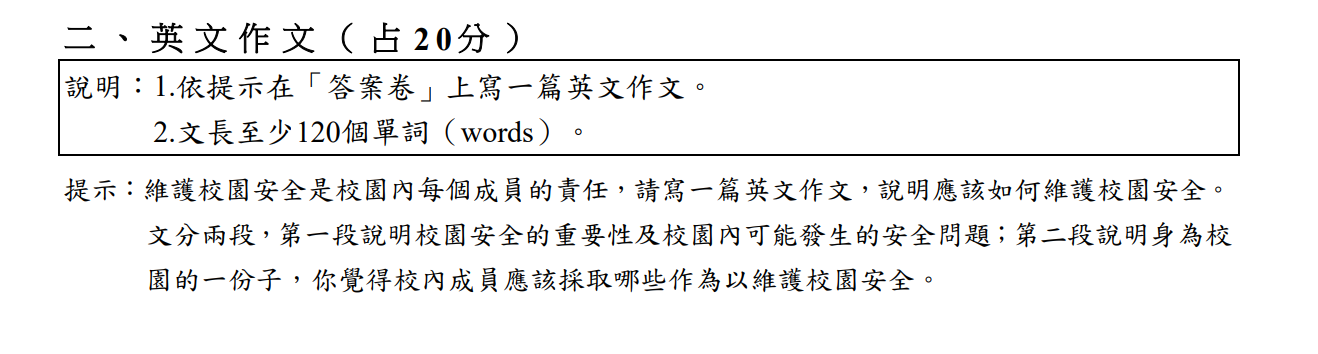 二、英文作文（占20分）
說明：1.依提示在「答案卷」上寫一篇英文作文。
2.文長至少120個單詞（words）。
提示：維護校園安全是校園內每個成員的責任，請寫一篇英文作文，說明應該如何維護校園安全。
文分兩段，第一段說明校園安全的重要性及校園內可能發生的安全問題；第二段說明身為校
園的一份子，你覺得校內成員應該採取哪些作為以維護校園安全。